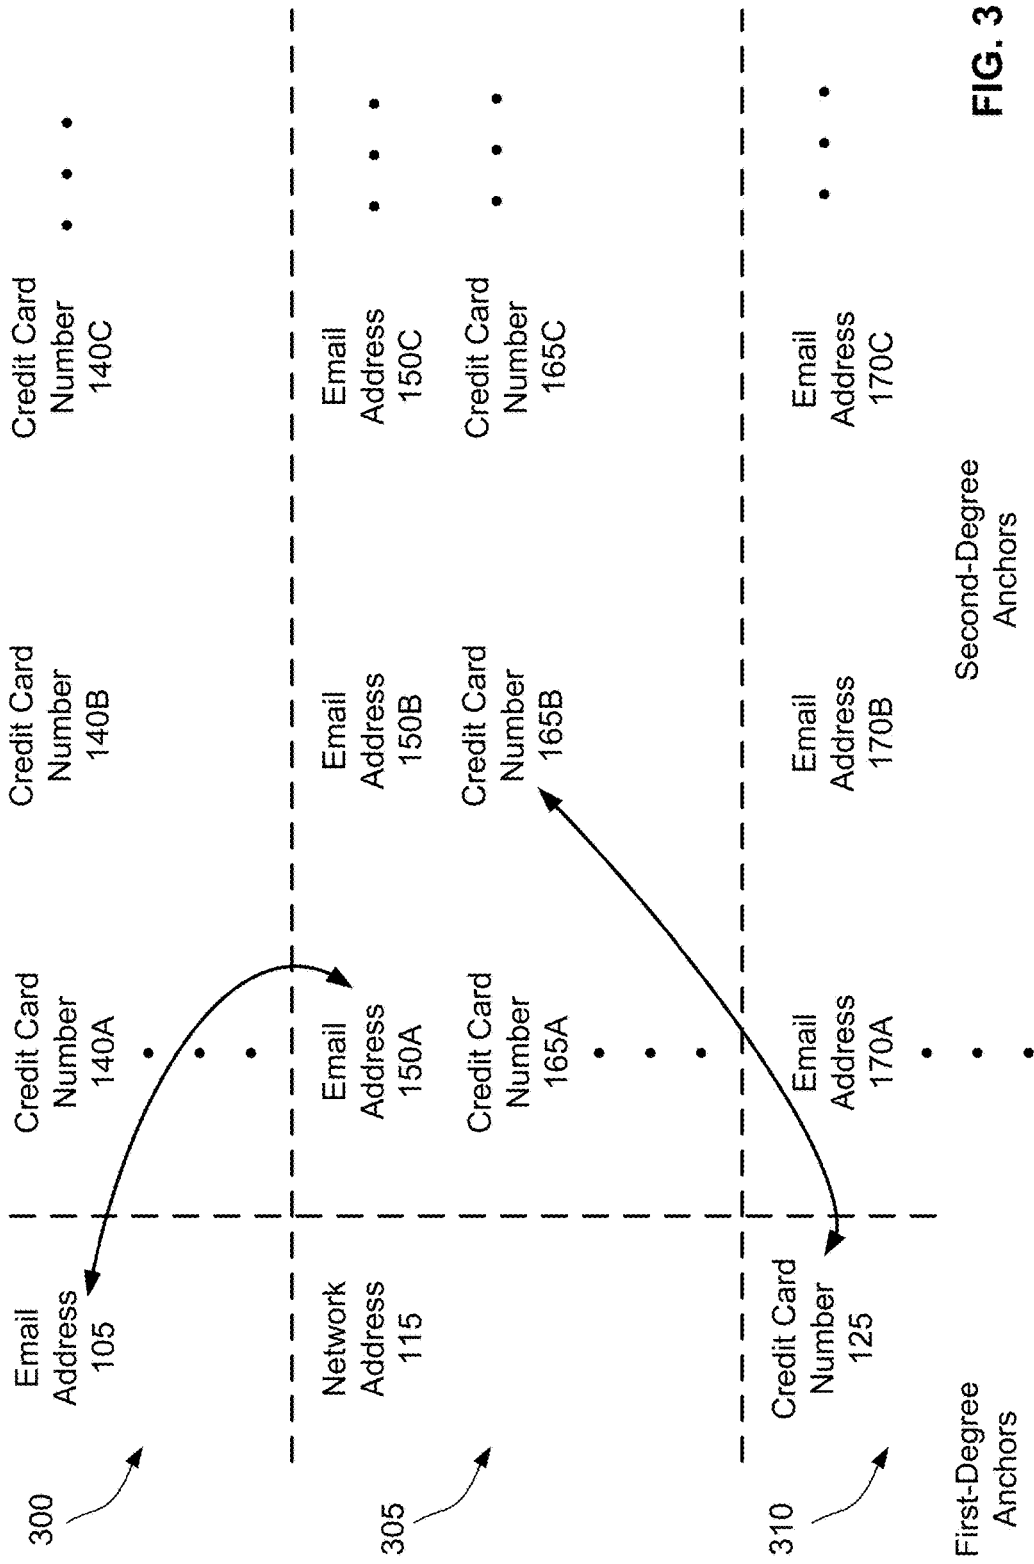 300
Email
Address
105
Credit Card
Number
140A
Credit Card
Number
140B
Credit Card
Number
140C
305
Network
Address
115
Email
Address
150A
Email
Address
150B
Email
Address
150C
Credit Card
Number
165A
Credit Card
Number
165B
Credit Card
Number
165C
310
Credit Card
Number
125
Email
Address
170A
Email
Address
170B
Email
Address
170C
First-Degree
Anchors
Second-Degree
Anchors
FIG. 3